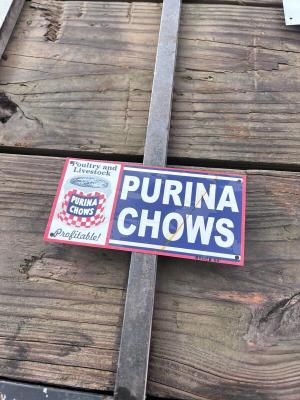 Poultry and
Livestock
PURINA
CHOWS
Profitable!
PURINA
CHOWS